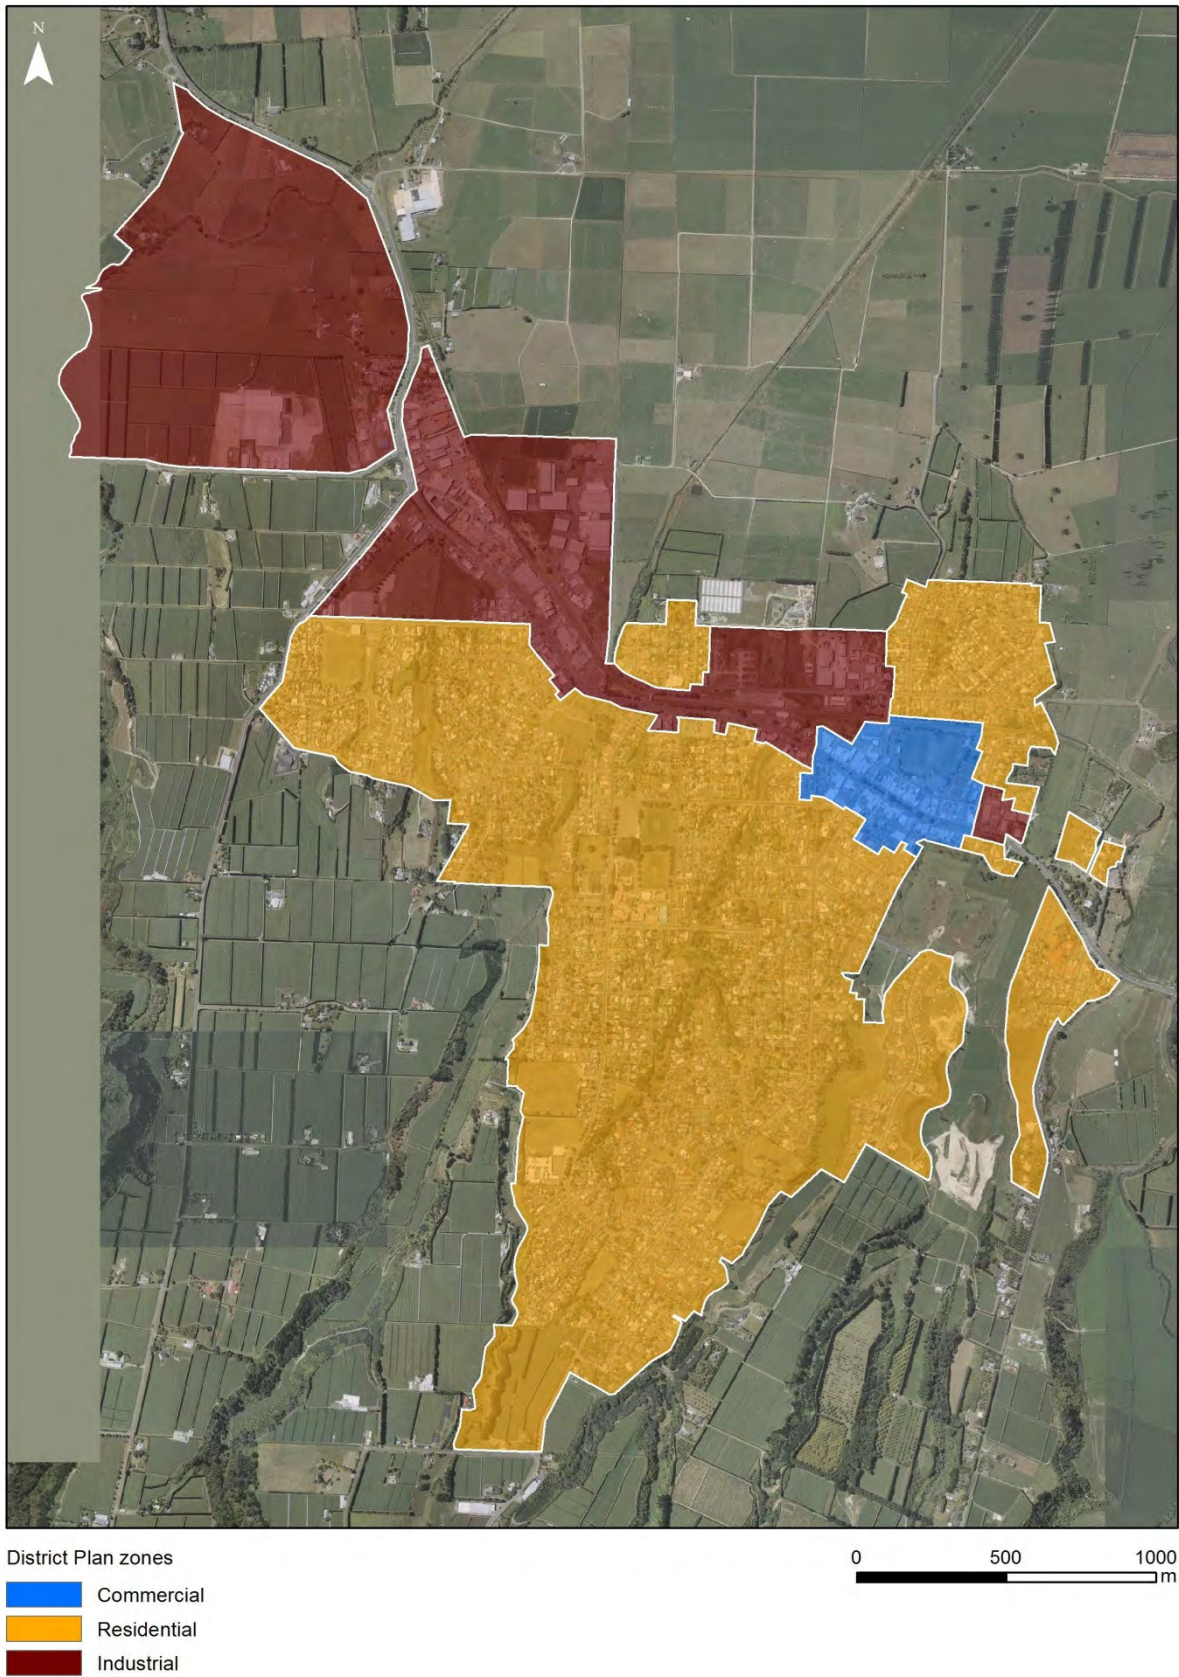 N
District Plan zones
Commercial
Residential
Industrial
0 500 1000
m